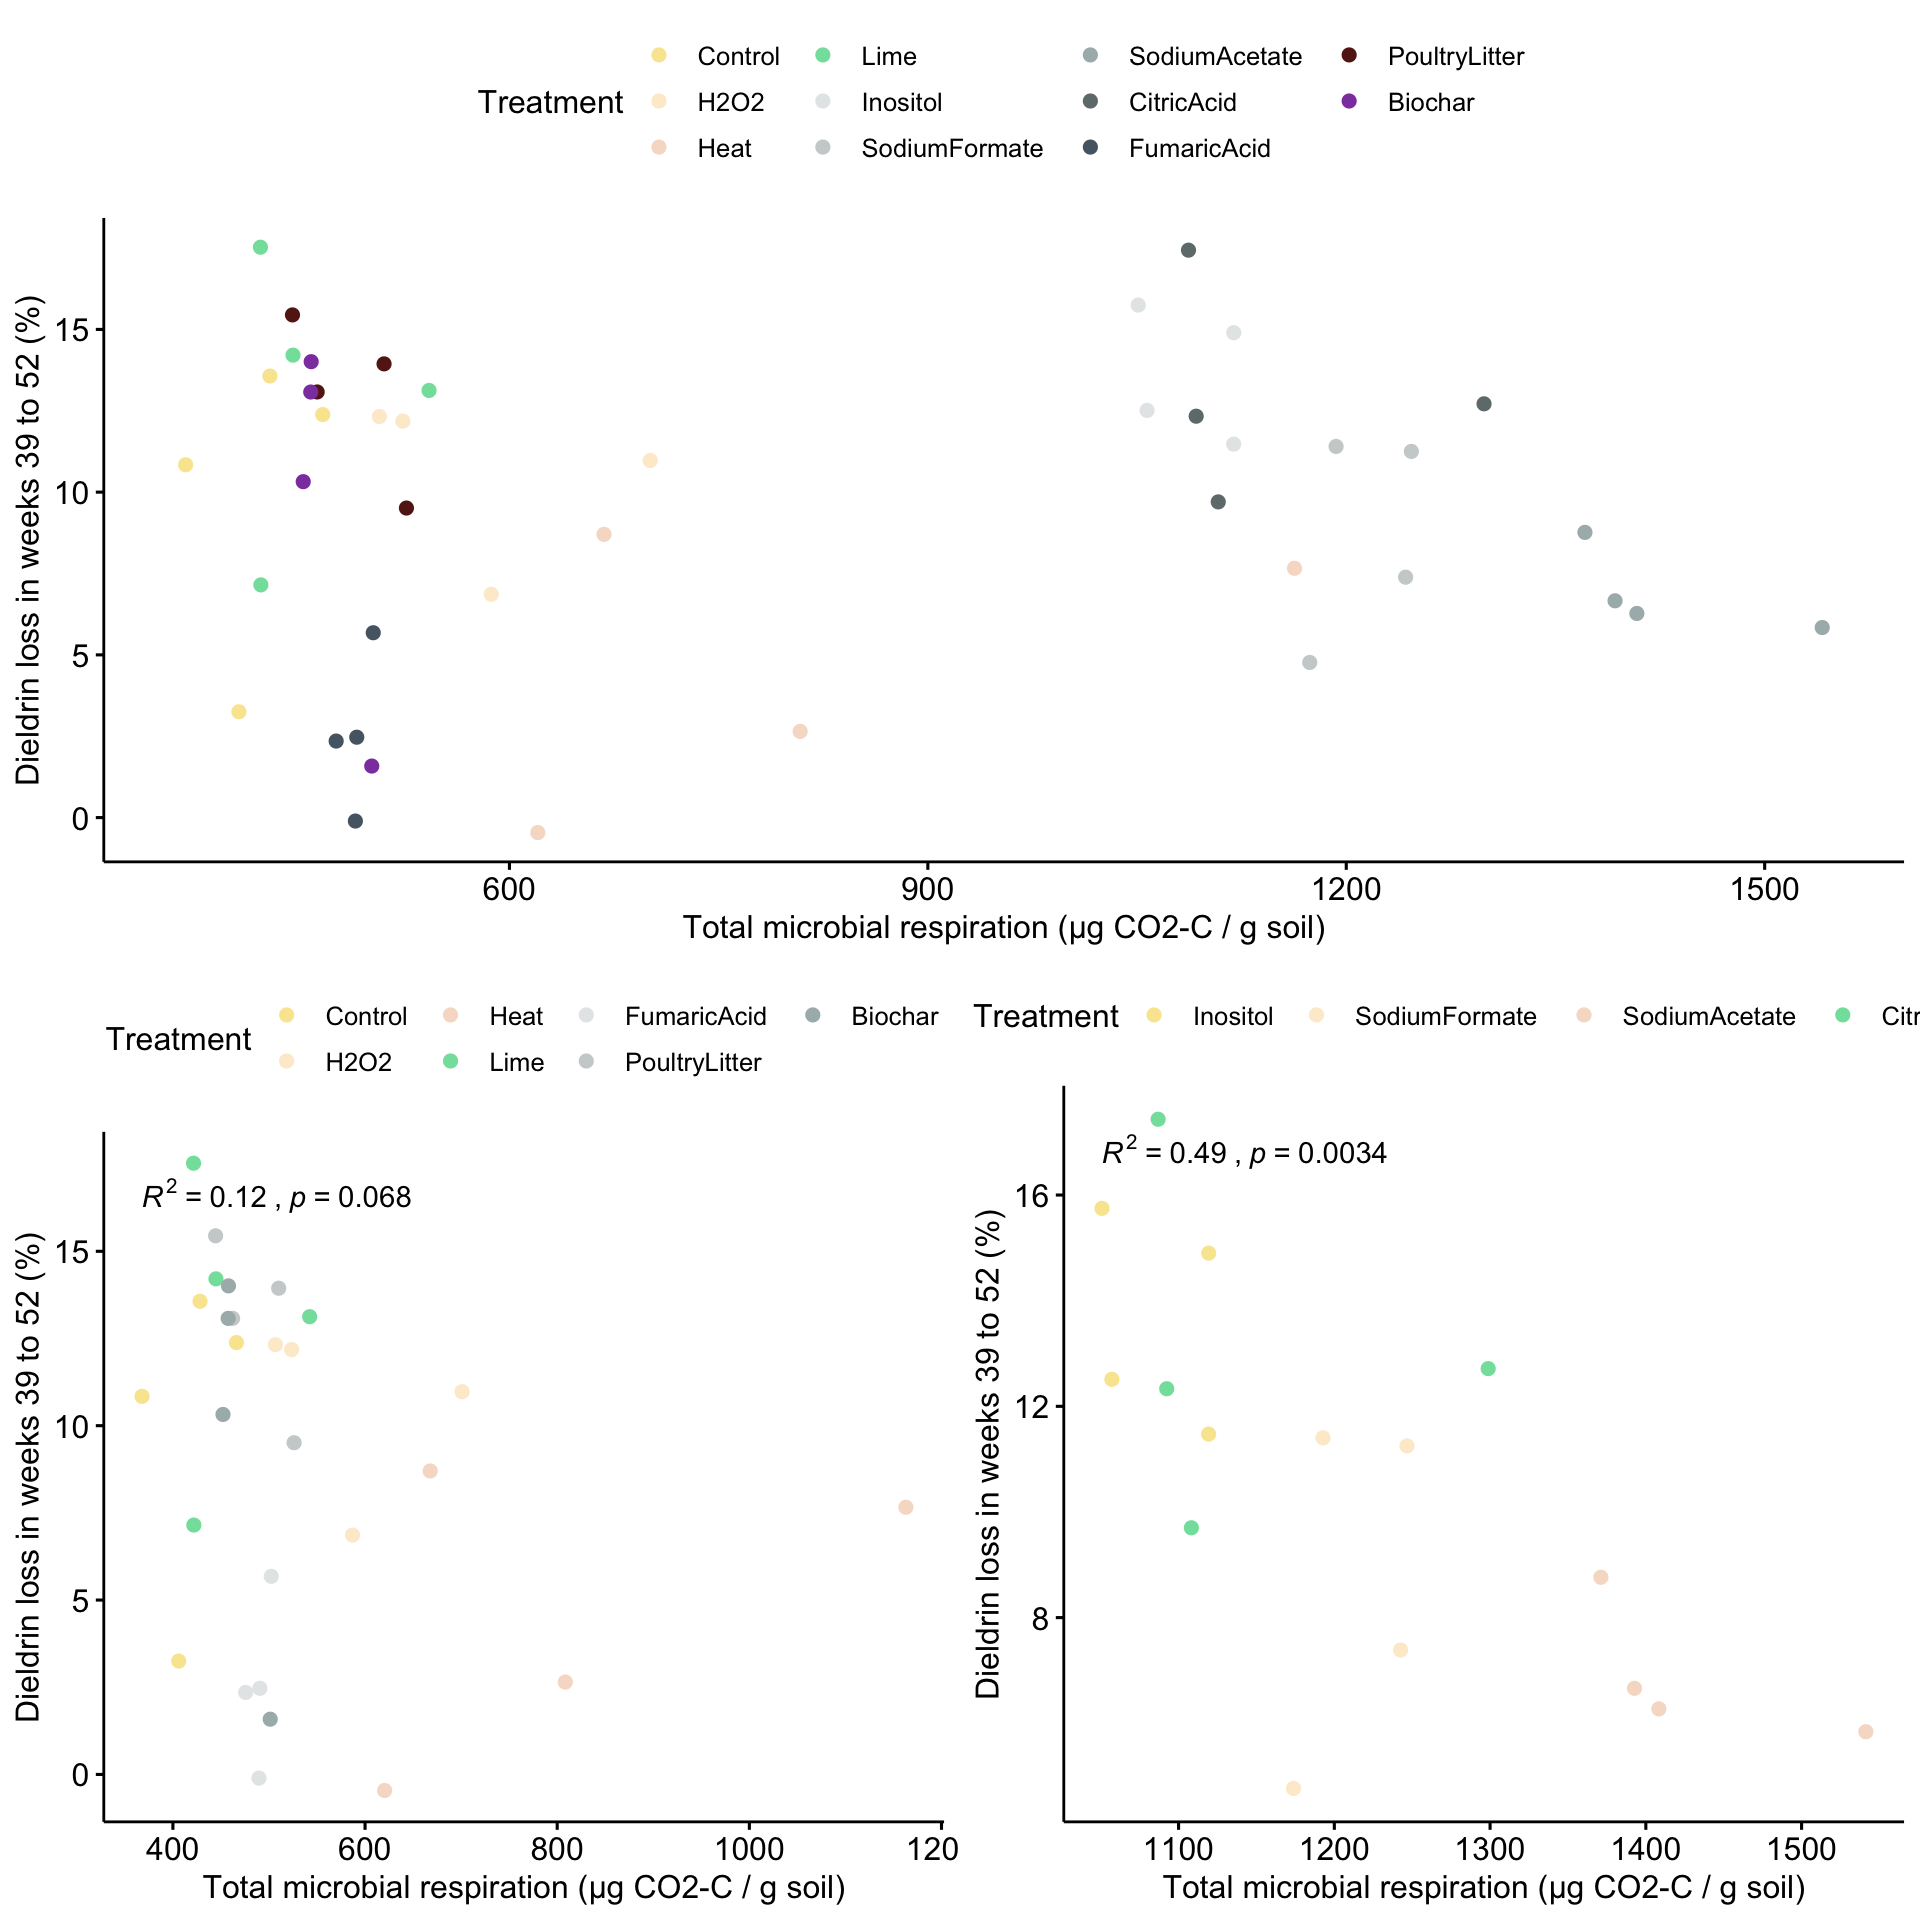 Treatment
Control Lime SodiumAcetate PoultryLitter
H2O2 Inositol CitricAcid Biochar
Heat SodiumFormate FumaricAcid
Dieldrin loss in weeks 39 to 52 (%)
15
10
5
0
600 900 1200 1500
Total microbial respiration (µg CO2-C / g soil)
Treatment
Control Heat FumaricAcid Biochar
H2O2 Lime PoultryLitter
R2 = 0.12 , p = 0.068
Dieldrin loss in weeks 39 to 52 (%)
15
10
5
0
400 600 800 1000 120
Total microbial respiration (µg CO2-C / g soil)
Treatment Inositol SodiumFormate SodiumAcetate Citr
R2 = 0.49 , p = 0.0034
Dieldrin loss in weeks 39 to 52 (%)
16
12
8
1100 1200 1300 1400 1500
Total microbial respiration (µg CO2-C / g soil)